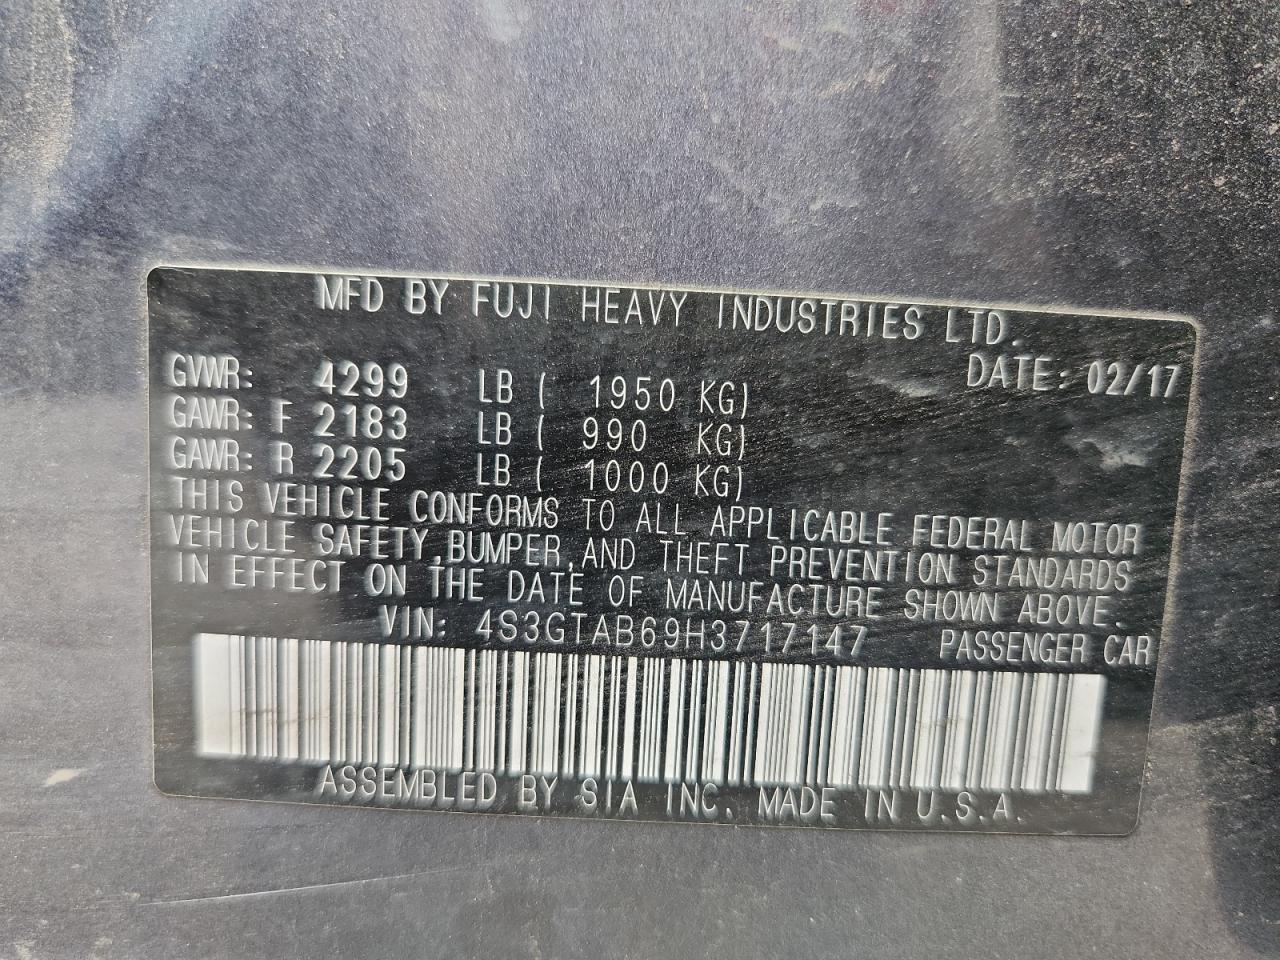 MFD BY FUJI HEAVY INDUSTRIES LTD.
DATE: 02/17
GVWR: 4299 LB ( 1950 KG)
GAWR: F 2183 LB ( 990 KG)
GAWR: R 2205 LB ( 1000 KG)
THIS VEHICLE CONFORMS TO ALL APPLICABLE FEDERAL MOTOR
VEHICLE SAFETY,BUMPER,AND THEFT PREVENTION STANDARDS
IN EFFECT ON THE DATE OF MANUFACTURE SHOWN ABOVE.
VIN: 4S3GTAB69H3717147 PASSENGER CAR
ASSEMBLED BY SIA INC. MADE IN U.S.A.